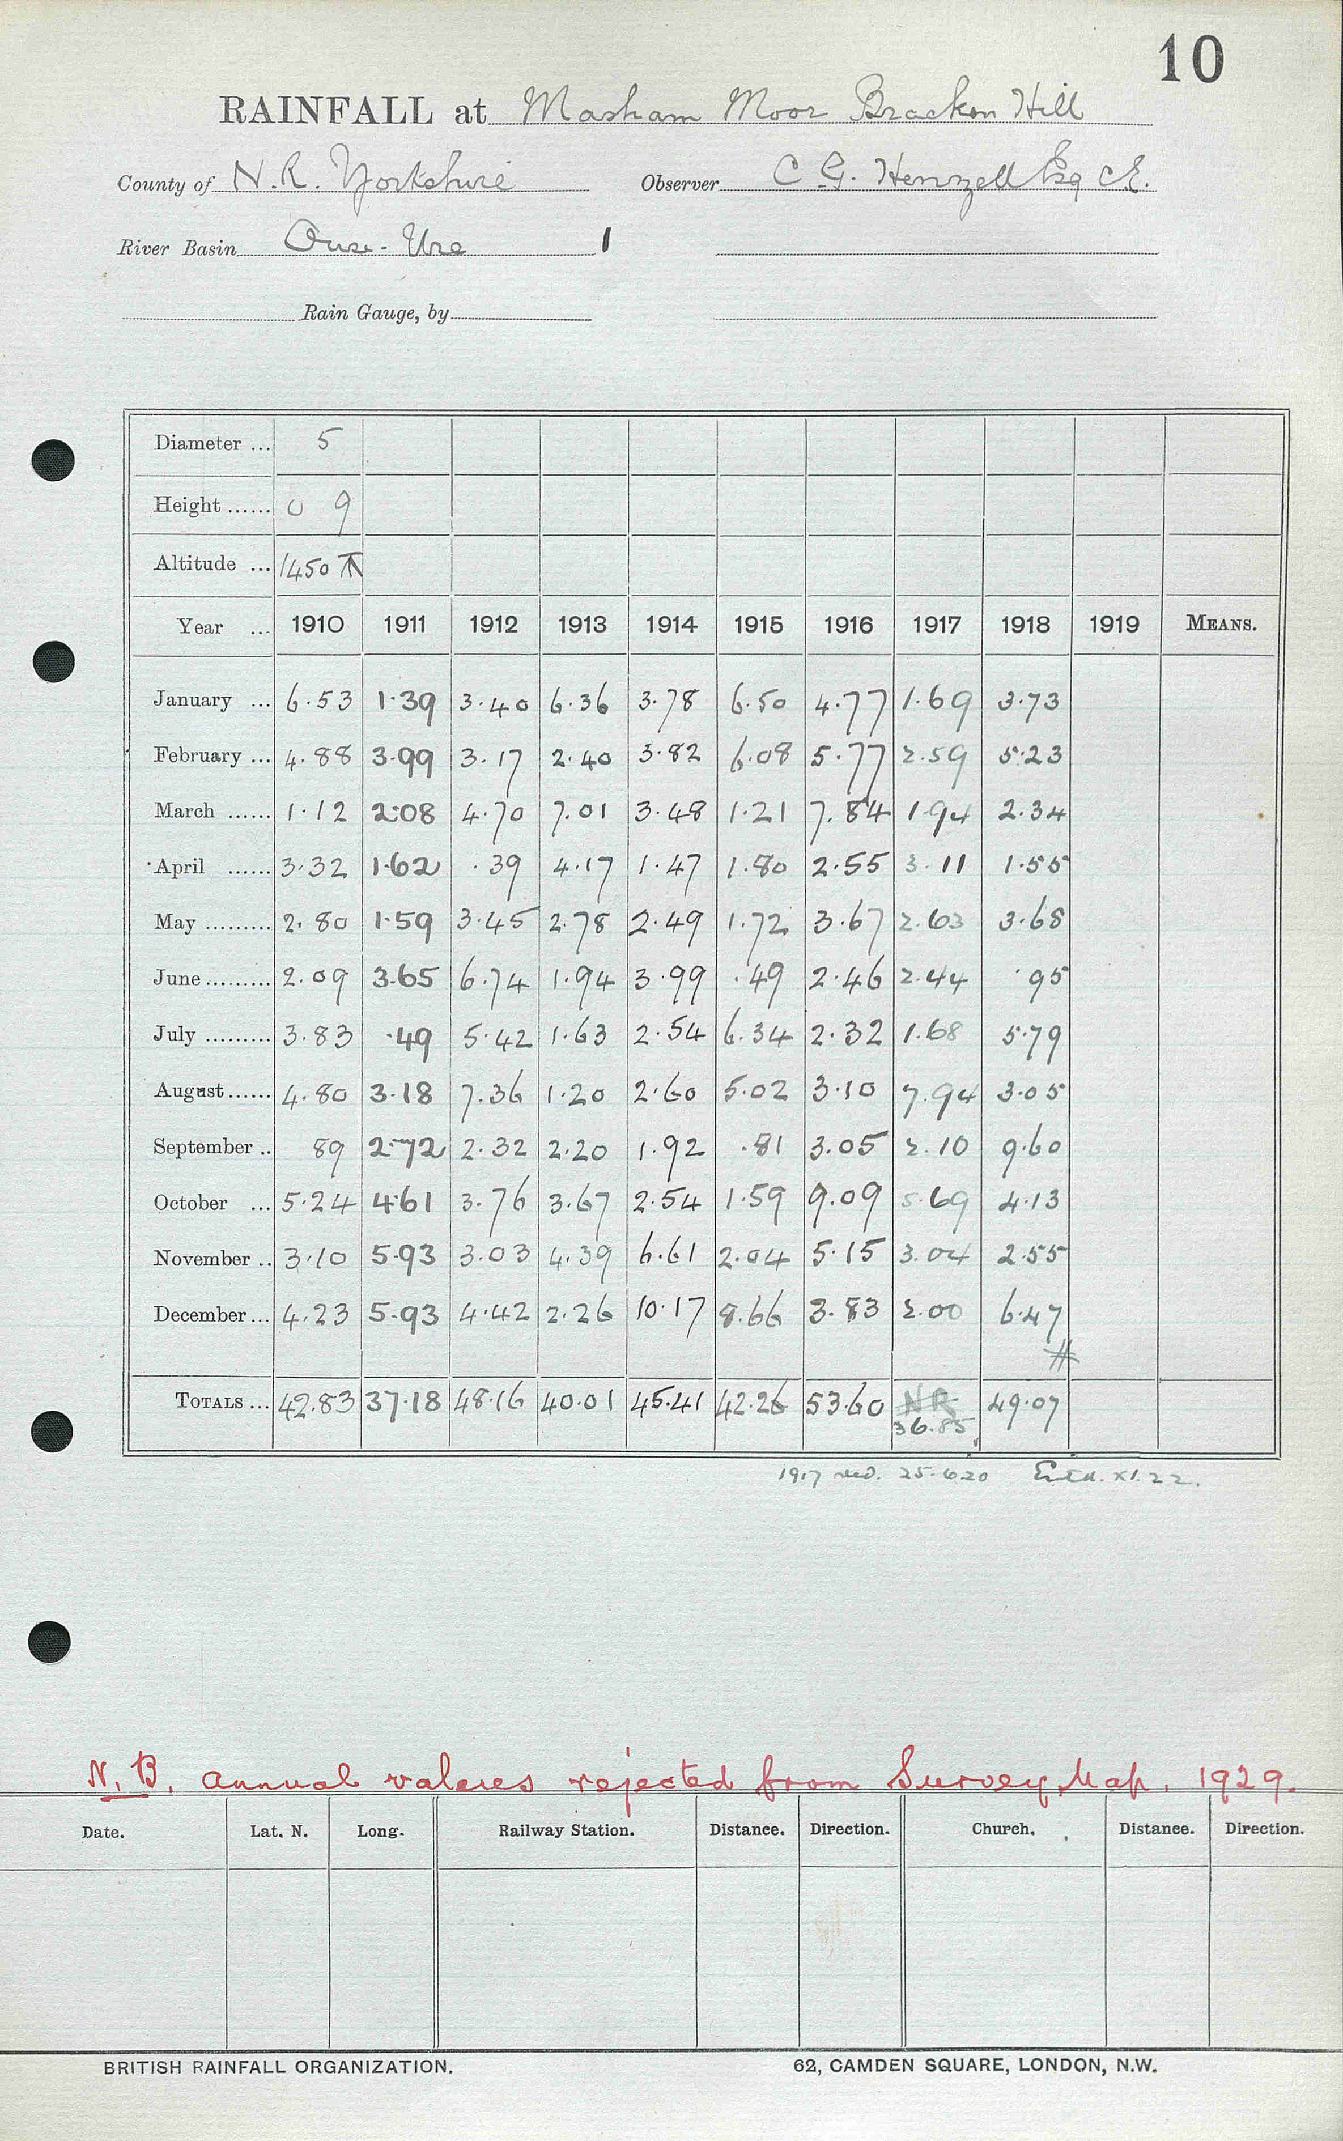 10
RAINFALL at Masham Moor Bracken Hill
County of N.R. Yorkshire Observer C G. Henzell Esq C.E.
River Basin Ouse-Ure 1
Rain Gauge, by
Diameter ... 5
Height ...... 0 9
Altitude ... 1450 T
Year ... 1910 1911 1912 1913 1914 1915 1916 1917 1918 1919 MEANS.
January ... 6.53 1.39 3.40 6.36 3.78 6.50 4.77 1.69 3.73
February ... 4.88 3.99 3.17 2.40 3.82 6.08 5.77 2.59 5.23
March ...... 1.12 2.08 4.70 7.01 3.48 1.21 7.84 1.94 2.34
April ...... 3.32 1.62 .39 4.17 1.47 1.80 2.55 3.11 1.55
May ......... 2.80 1.59 3.45 2.78 2.49 1.72 3.67 2.63 3.68
June ......... 2.09 3.65 6.74 1.94 3.99 .49 2.46 2.44 .95
July ......... 3.83 .49 5.42 1.63 2.54 6.34 2.32 1.68 5.79
August ...... 4.80 3.18 7.36 1.20 2.60 5.02 3.10 7.94 3.05
September .. 89 2.72 2.32 2.20 1.92 .81 3.05 2.10 9.60
October ... 5.24 4.61 3.76 3.67 2.54 1.59 9.09 5.69 4.13
November .. 3.10 5.93 3.03 4.39 6.61 2.04 5.15 3.04 2.55
December ... 4.23 5.93 4.42 2.26 10.17 8.66 3.83 2.00 6.47
#
TOTALS ... 42.83 37.18 48.16 40.01 45.41 42.26 53.60 NR 36.85 49.07
1917 recd. 25.6.20 Entd. XI.22.
N.B. Annual values rejected from Survey Map. 1929.
Date. Lat. N. Long. Railway Station. Distance. Direction. Church. Distance. Direction.
BRITISH RAINFALL ORGANIZATION. 62, CAMDEN SQUARE, LONDON, N.W.